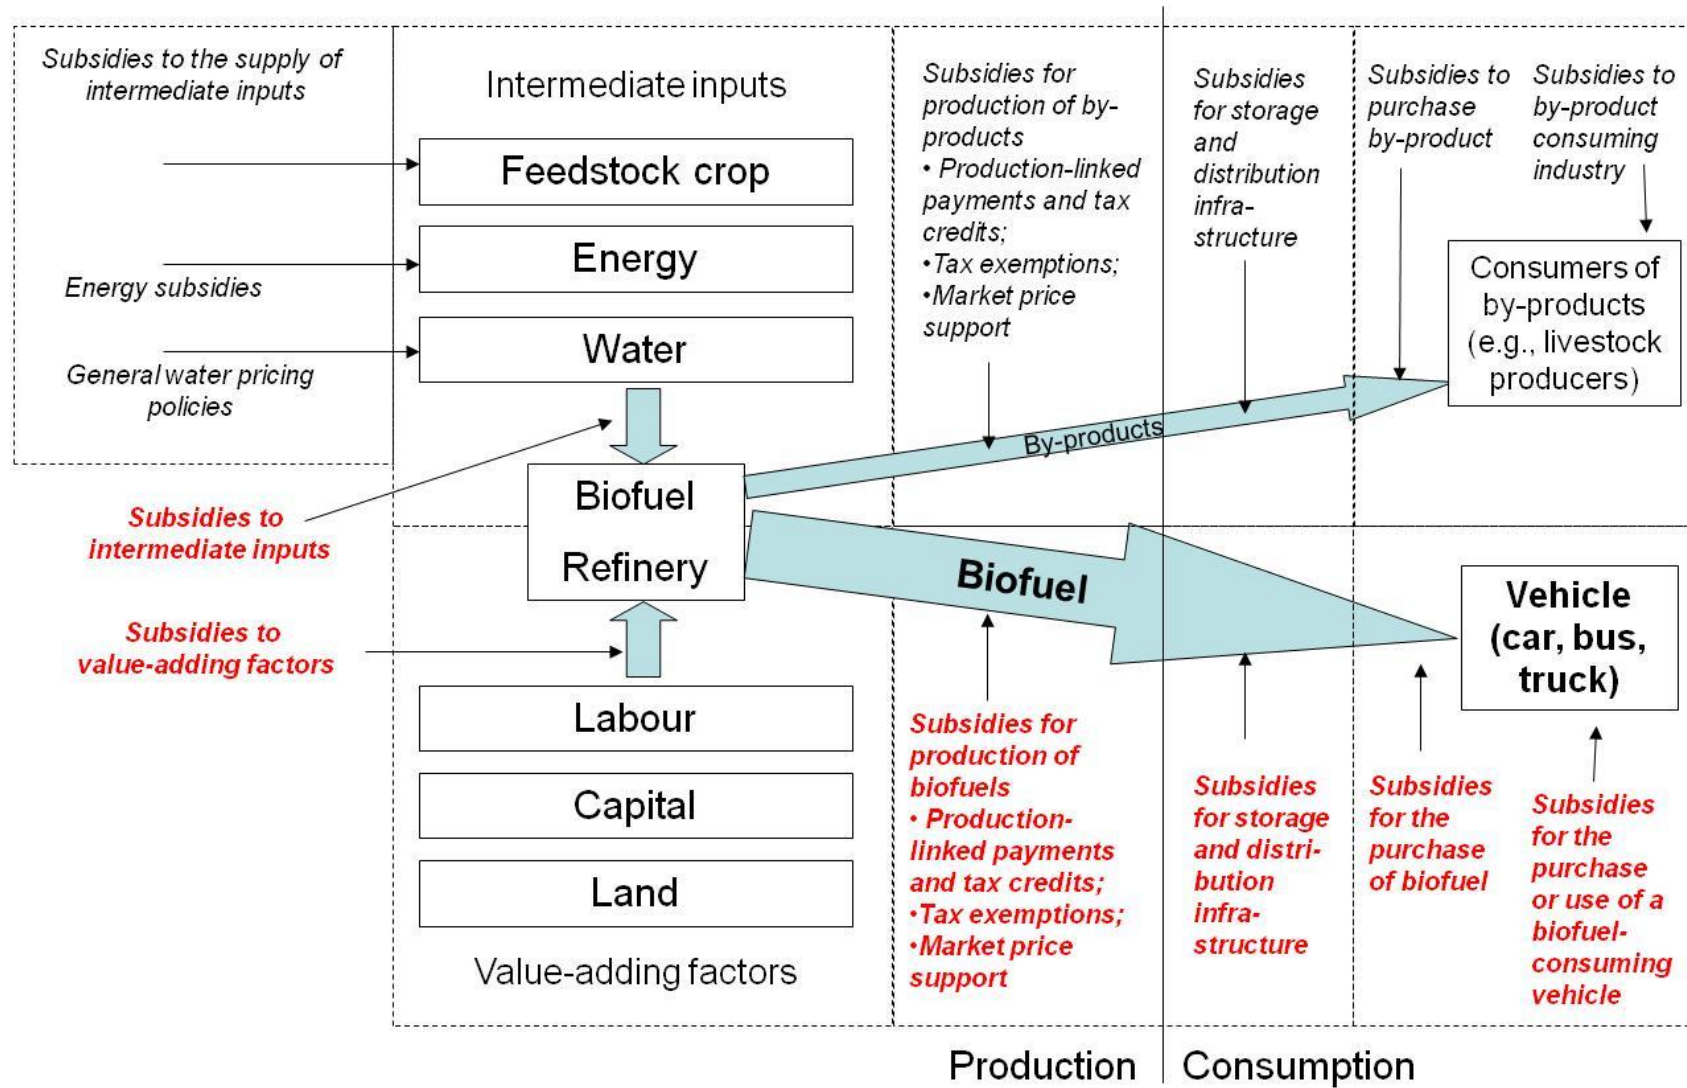 Subsidies to the supply of
intermediate inputs
Energy subsidies
General water pricing
policies
Subsidies to
intermediate inputs
Subsidies to
value-adding factors
Intermediate inputs
Feedstock crop
Energy
Water
Biofuel
Refinery
Labour
Capital
Land
Value-adding factors
Subsidies for
production of by-
products
• Production-linked
payments and tax
credits;
•Tax exemptions;
•Market price
support
Subsidies
for storage
and
distribution
infra-
structure
Subsidies to
purchase
by-product
Subsidies to
by-product
consuming
industry
Consumers of
by-products
(e.g., livestock
producers)
By-products
Biofuel
Vehicle
(car, bus,
truck)
Subsidies for
production of
biofuels
• Production-
linked payments
and tax credits;
•Tax exemptions;
•Market price
support
Subsidies
for storage
and distri-
bution
infra-
structure
Subsidies
for the
purchase
of biofuel
Subsidies
for the
purchase
or use of a
biofuel-
consuming
vehicle
Production
Consumption